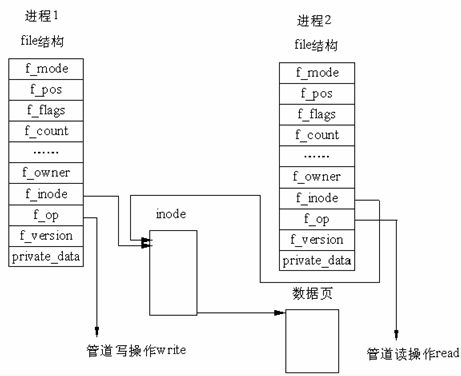 进程1
file结构
f_mode
f_pos
f_flags
f_count
……
f_owner
f_inode
f_op
f_version
private_data
管道写操作write
inode
数据页
进程2
file结构
f_mode
f_pos
f_flags
f_count
……
f_owner
f_inode
f_op
f_version
private_data
管道读操作read